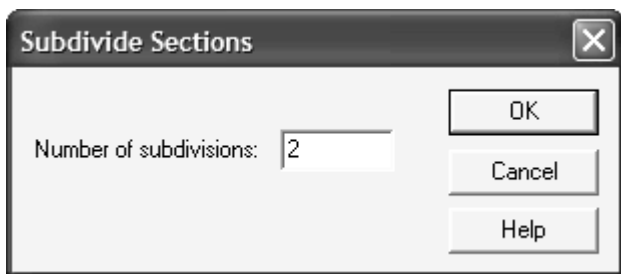 Subdivide Sections
Number of subdivisions: 2
OK
Cancel
Help